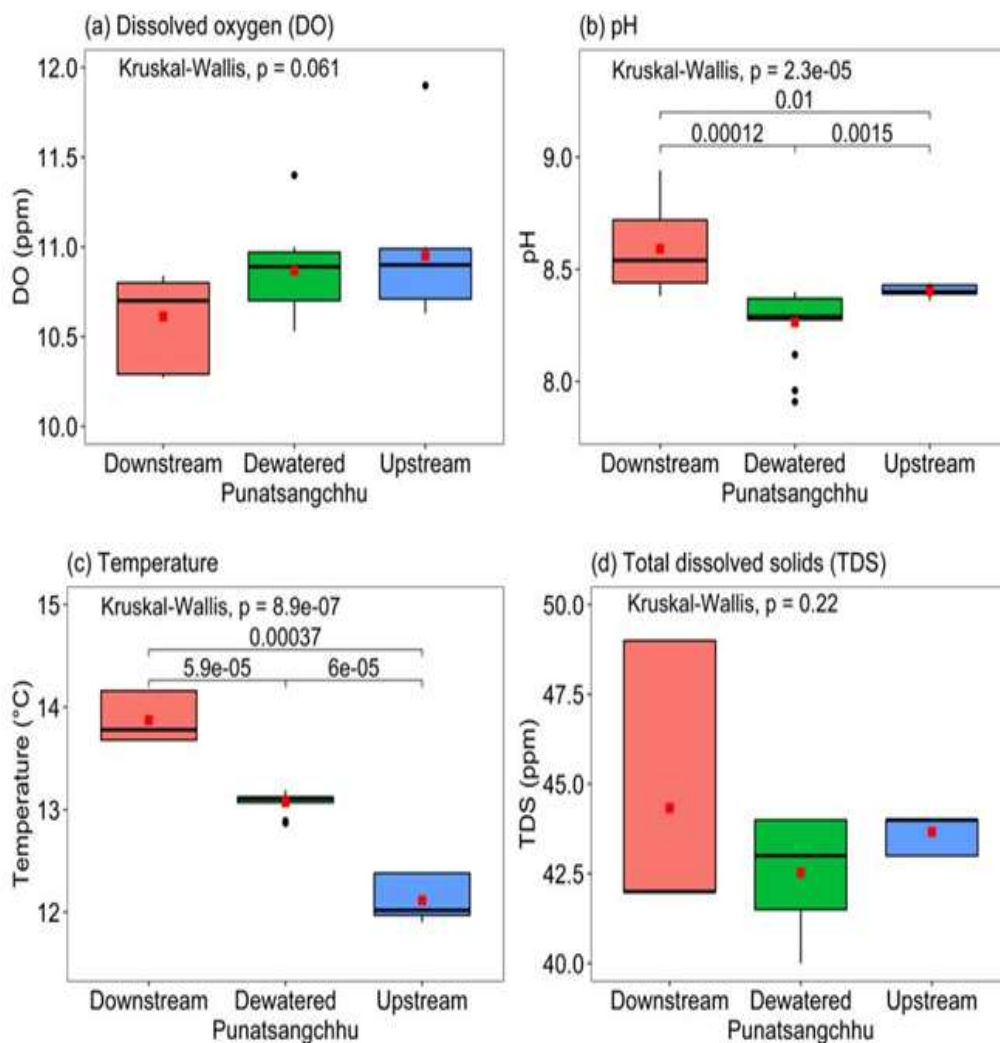 (a) Dissolved oxygen (DO)
Kruskal-Wallis, p = 0.061
12.0
11.5
11.0
10.5
10.0
DO (ppm)
Downstream Dewatered Upstream
Punatsangchhu
(b) pH
Kruskal-Wallis, p = 2.3e-05
0.01
0.00012 0.0015
9.0
8.5
8.0
pH
Downstream Dewatered Upstream
Punatsangchhu
(c) Temperature
Kruskal-Wallis, p = 8.9e-07
0.00037
5.9e-05 6e-05
15
14
13
12
Temperature (°C)
Downstream Dewatered Upstream
Punatsangchhu
(d) Total dissolved solids (TDS)
Kruskal-Wallis, p = 0.22
50.0
47.5
45.0
42.5
40.0
TDS (ppm)
Downstream Dewatered Upstream
Punatsangchhu